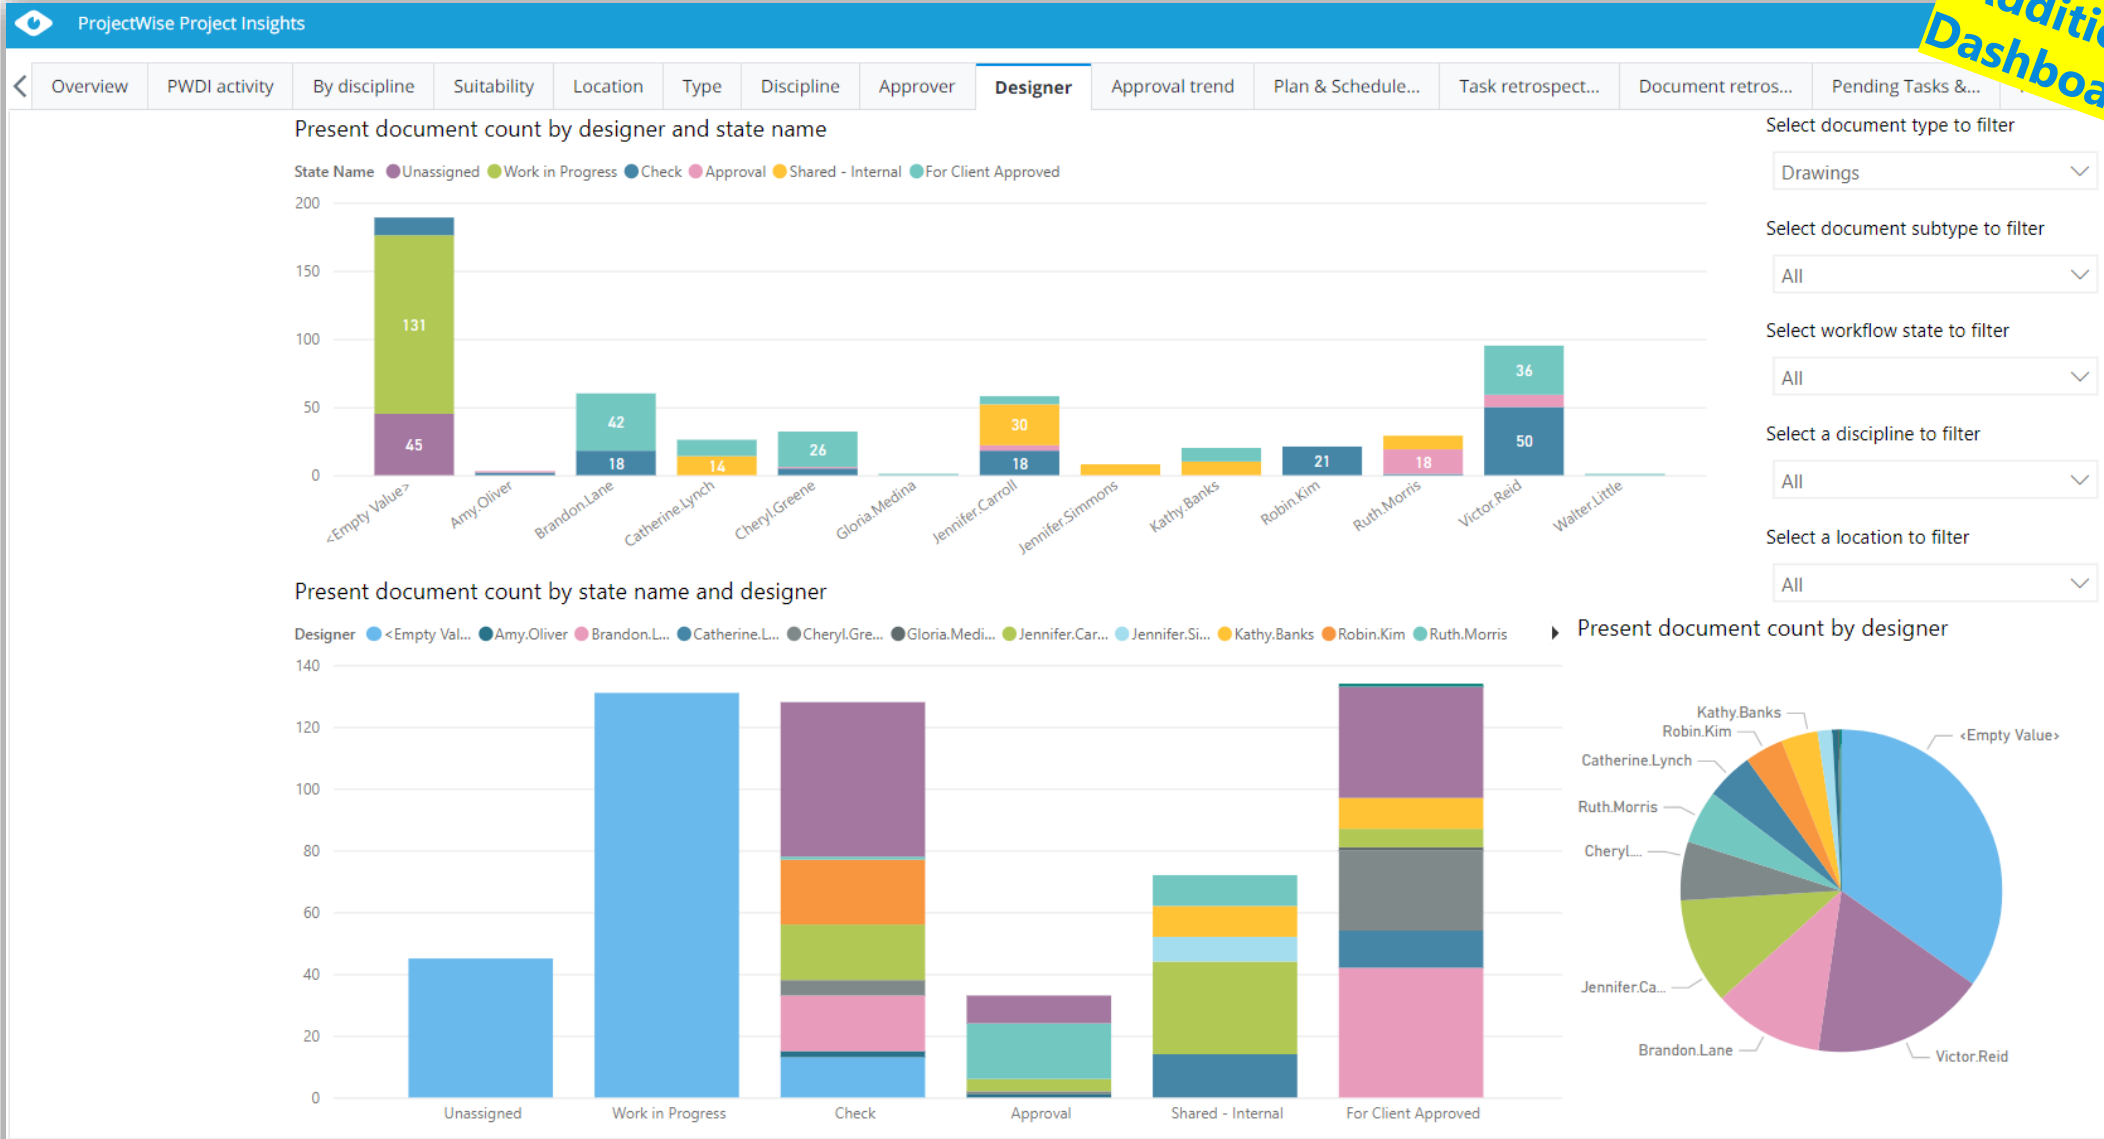 ProjectWise Project Insights
Dashboa
Overview PWDI activity By discipline Suitability Location Type Discipline Approver Designer Approval trend Plan & Schedule... Task retrospect... Document retros... Pending Tasks &...
Present document count by designer and state name
State Name Unassigned Work in Progress Check Approval Shared - Internal For Client Approved
200
150
100
50
0
131
45
42
18
14
26
30
18
21
18
36
50
<Empty Value> Amy.Oliver Brandon.Lane Catherine.Lynch Cheryl.Greene Gloria.Medina Jennifer.Carroll Jennifer.Simmons Kathy.Banks Robin.Kim Ruth.Morris Victor.Reid Walter.Little
Select document type to filter
Drawings
Select document subtype to filter
All
Select workflow state to filter
All
Select a discipline to filter
All
Select a location to filter
All
Present document count by state name and designer
Designer <Empty Val... Amy.Oliver Brandon.L... Catherine.L... Cheryl.Gre... Gloria.Medi... Jennifer.Car... Jennifer.Si... Kathy.Banks Robin.Kim Ruth.Morris
140
120
100
80
60
40
20
0
Unassigned Work in Progress Check Approval Shared - Internal For Client Approved
Present document count by designer
Kathy.Banks
Robin.Kim
<Empty Value>
Catherine.Lynch
Ruth.Morris
Cheryl....
Jennifer.Ca...
Brandon.Lane
Victor.Reid